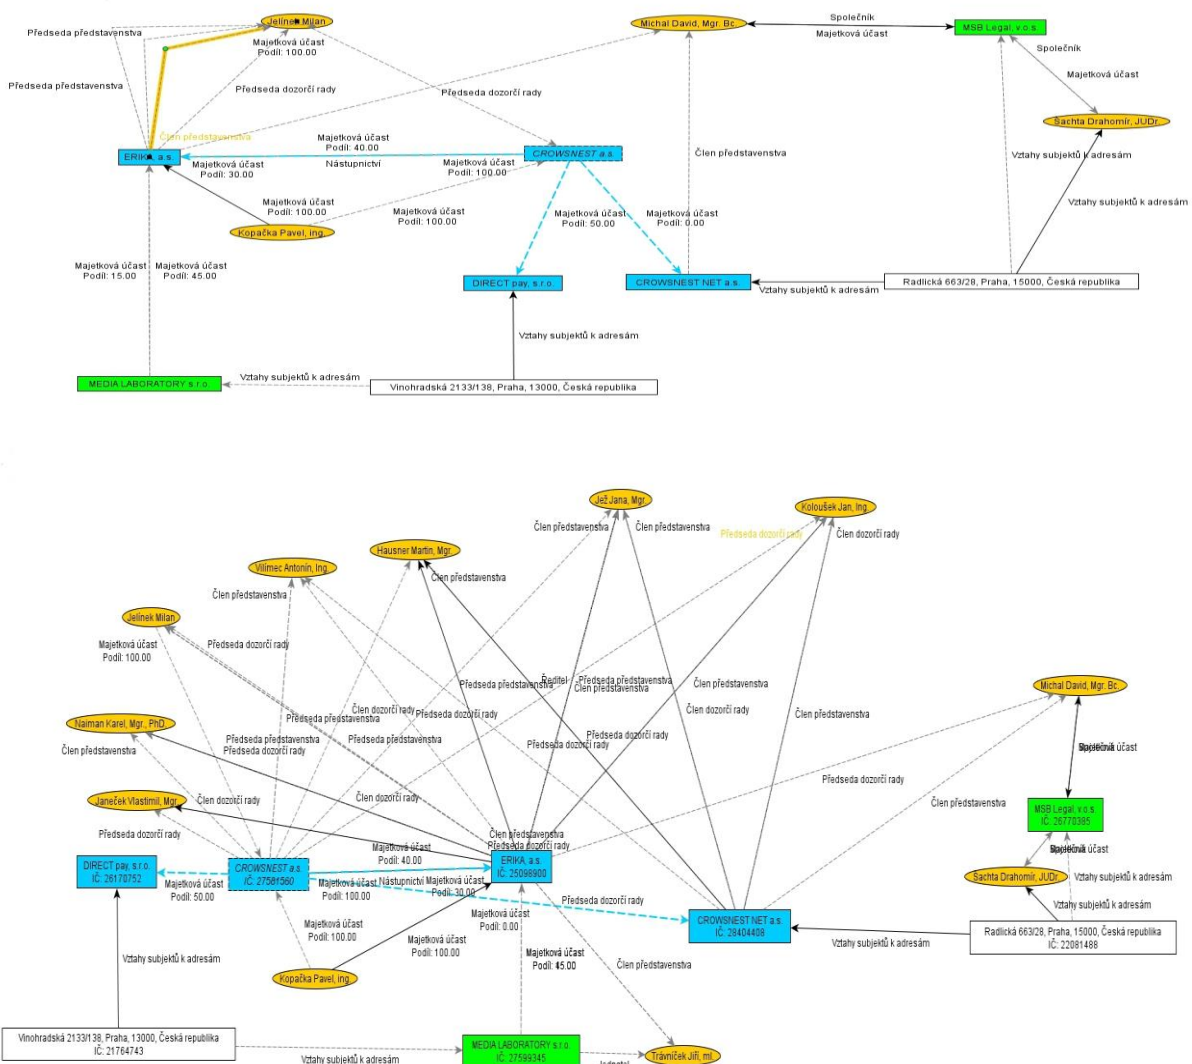 Jelínek Milan
Michal David, Mgr. Bc.
Společník
Majetková účast
MSB Legal, v.o.s.
Předseda představenstva
Majetková účast
Podíl: 100.00
Společník
Majetková účast
Předseda představenstva
Předseda dozorčí rady
Předseda dozorčí rady
Šachta Drahomír, JUDr.
Člen představenstva
Majetková účast
Podíl: 40.00
ERIKA, a.s.
Nástupnictví
CROWSNEST a.s.
Člen představenstva
Vztahy subjektů k adresám
Majetková účast
Podíl: 30.00
Majetková účast
Podíl: 100.00
Majetková účast
Podíl: 100.00
Majetková účast
Podíl: 100.00
Majetková účast
Podíl: 50.00
Majetková účast
Podíl: 0.00
Vztahy subjektů k adresám
Kopačka Pavel, ing.
Majetková účast
Podíl: 15.00
Majetková účast
Podíl: 45.00
DIRECT pay, s.r.o.
CROWSNEST NET a.s.
Vztahy subjektů k adresám
Radlická 663/28, Praha, 15000, Česká republika
Vztahy subjektů k adresám
MEDIA LABORATORY s.r.o.
Vztahy subjektů k adresám
Vinohradská 2133/138, Praha, 13000, Česká republika
Jež Jana, Mgr.
Koloušek Jan, Ing.
Člen představenstva
Člen představenstva
Předseda dozorčí rady
Člen dozorčí rady
Hausner Martin, Mgr.
Vilímec Antonín, Ing.
Člen představenstva
Člen představenstva
Jelínek Milan
Majetková účast
Podíl: 100.00
Předseda dozorčí rady
Předseda představenstva
Ředitel
Předseda představenstva
Člen představenstva
Člen představenstva
Michal David, Mgr. Bc.
Naiman Karel, Mgr., PhD.
Člen dozorčí rady
Předseda představenstva
Předseda dozorčí rady
Člen dozorčí rady
Člen představenstva
Předseda představenstva
Předseda dozorčí rady
Předseda představenstva
Předseda dozorčí rady
Člen představenstva
Společník
Předseda dozorčí rady
Janeček Vlastimil, Mgr.
Člen dozorčí rady
Člen dozorčí rady
Člen představenstva
MSB Legal, v.o.s.
IČ: 26770385
Předseda dozorčí rady
Člen představenstva
Předseda dozorčí rady
DIRECT pay, s.r.o.
IČ: 26170752
CROWSNEST a.s.
IČ: 27581560
Majetková účast
Podíl: 40.00
ERIKA, a.s.
IČ: 25098900
Vztahy subjektů k adresám
Šachta Drahomír, JUDr.
Majetková účast
Podíl: 50.00
Majetková účast
Podíl: 100.00
Nástupnictví
Majetková účast
Podíl: 30.00
Předseda dozorčí rady
Vztahy subjektů k adresám
Majetková účast
Podíl: 0.00
CROWSNEST NET a.s.
IČ: 28404408
Majetková účast
Podíl: 100.00
Majetková účast
Podíl: 100.00
Vztahy subjektů k adresám
Radlická 663/28, Praha, 15000, Česká republika
IČ: 22081488
Vztahy subjektů k adresám
Majetková účast
Podíl: 45.00
Člen představenstva
Kopačka Pavel, ing.
Vinohradská 2133/138, Praha, 13000, Česká republika
IČ: 21764743
Vztahy subjektů k adresám
MEDIA LABORATORY s.r.o.
IČ: 27599345
Trávníček Jiří, ml.